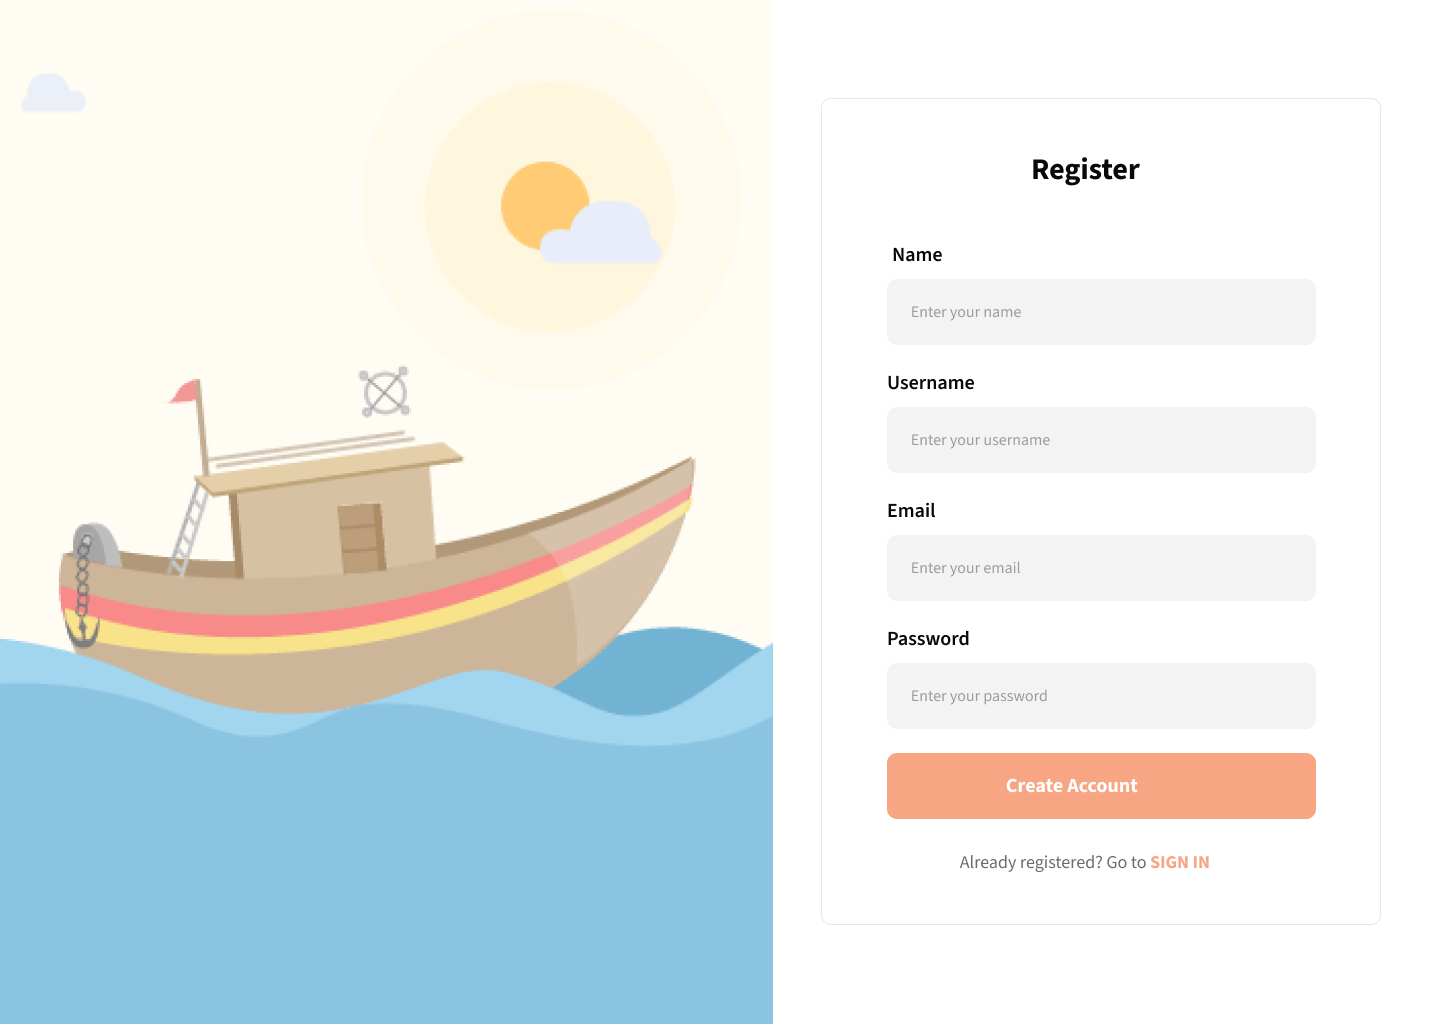 Register
Name
Enter your name
Username
Enter your username
Email
Enter your email
Password
Enter your password
Create Account
Already registered? Go to SIGN IN